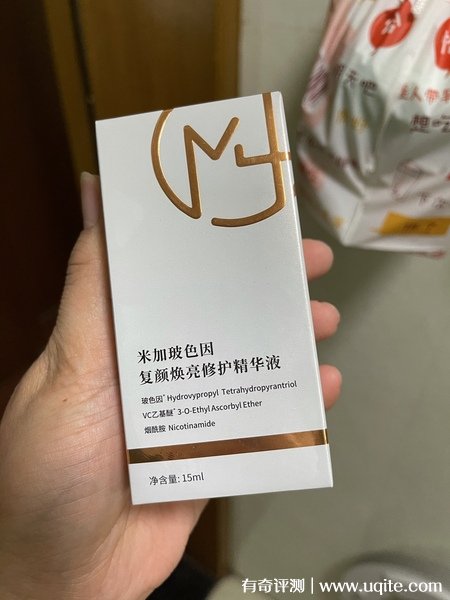 米加玻色因
复颜焕亮修护精华液
玻色因* Hydrovypropyl Tetrahydropyrantriol
VC乙基醚* 3-O-Ethyl Ascorbyl Ether
烟酰胺 Nicotinamide
净含量: 15ml
有奇评测 | www.uqite.com